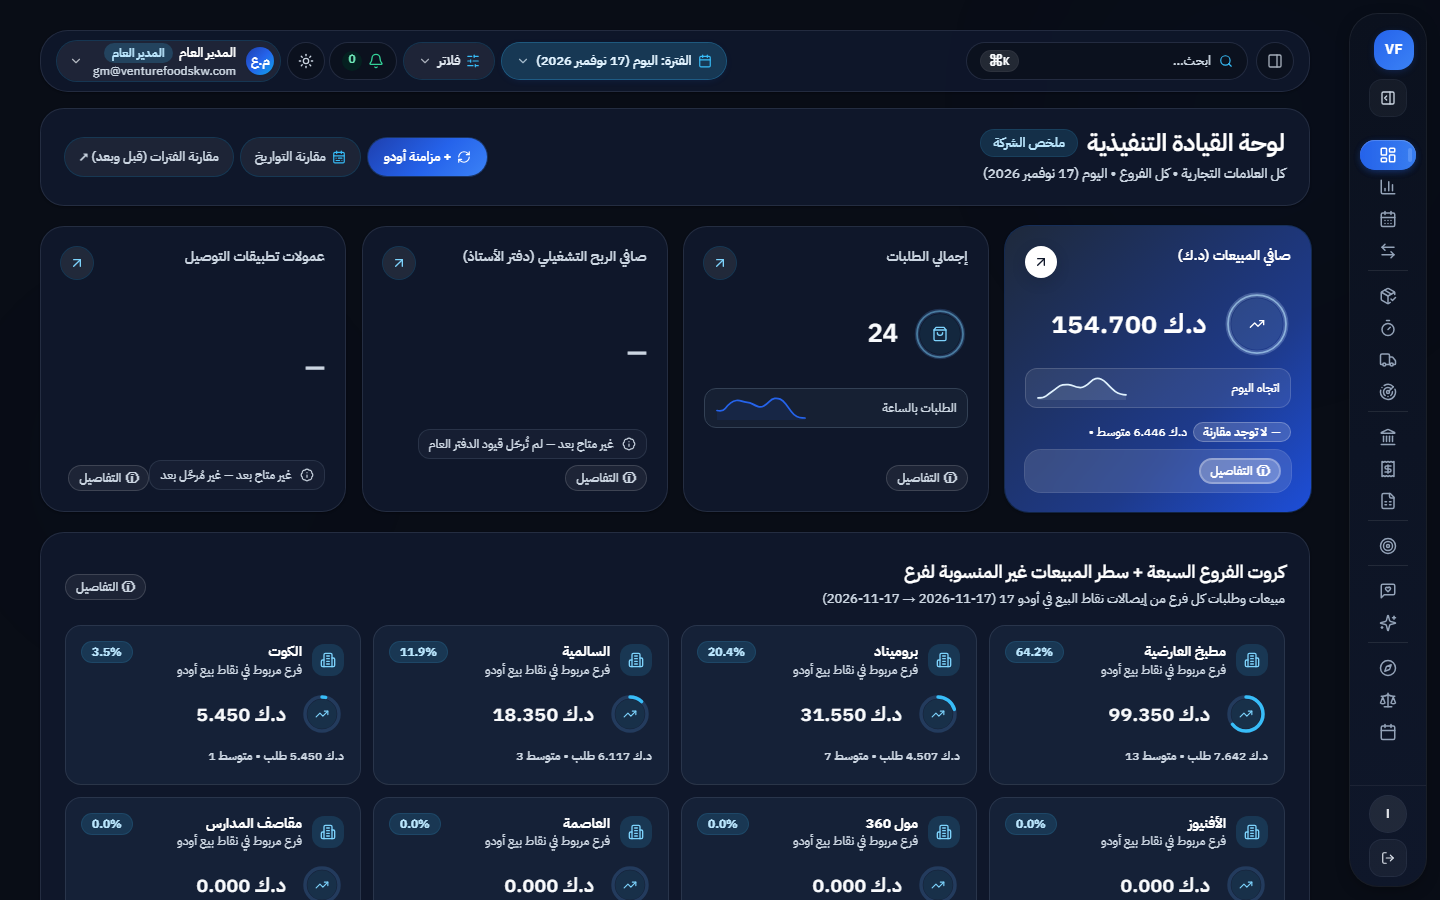 VF
ابحث...
⌘K
الفترة: اليوم (17 نوفمبر 2026)
فلاتر
0
م.ع
المدير العام المدير العام
gm@venturefoodskw.com
لوحة القيادة التنفيذية ملخص الشركة
كل العلامات التجارية • كل الفروع • اليوم (17 نوفمبر 2026)
+ مزامنة أودو
مقارنة التواريخ
مقارنة الفترات (قبل وبعد) ↗
صافي المبيعات (د.ك)
د.ك 154.700
اتجاه اليوم
— لا توجد مقارنة د.ك 6.446 متوسط •
التفاصيل
إجمالي الطلبات
24
الطلبات بالساعة
التفاصيل
صافي الربح التشغيلي (دفتر الأستاذ)
—
غير متاح بعد — لم تُرحّل قيود الدفتر العام
التفاصيل
عمولات تطبيقات التوصيل
—
غير متاح بعد — غير مُرحَّل بعد
التفاصيل
كروت الفروع السبعة + سطر المبيعات غير المنسوبة لفرع
مبيعات وطلبات كل فرع من إيصالات نقاط البيع في أودو 17 (2026-11-17 → 2026-11-17)
التفاصيل
مطبخ العارضية
64.2%
فرع مربوط في نقاط بيع أودو
د.ك 99.350
د.ك 7.642 طلب • متوسط 13
بروميناد
20.4%
فرع مربوط في نقاط بيع أودو
د.ك 31.550
د.ك 4.507 طلب • متوسط 7
السالمية
11.9%
فرع مربوط في نقاط بيع أودو
د.ك 18.350
د.ك 6.117 طلب • متوسط 3
الكوت
3.5%
فرع مربوط في نقاط بيع أودو
د.ك 5.450
د.ك 5.450 طلب • متوسط 1
الأفنيوز
0.0%
فرع مربوط في نقاط بيع أودو
د.ك 0.000
مول 360
0.0%
فرع مربوط في نقاط بيع أودو
د.ك 0.000
العاصمة
0.0%
فرع مربوط في نقاط بيع أودو
د.ك 0.000
مقاصف المدارس
0.0%
فرع مربوط في نقاط بيع أودو
د.ك 0.000
ا